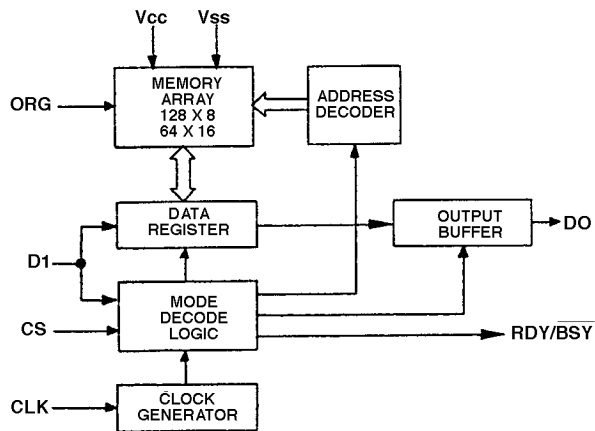 Vcc Vss
ORG
MEMORY
ARRAY
128 X 8
64 X 16
ADDRESS
DECODER
DATA
REGISTER
OUTPUT
BUFFER
DO
D1
MODE
DECODE
LOGIC
CS
RDY/BSY
CLK
CLOCK
GENERATOR